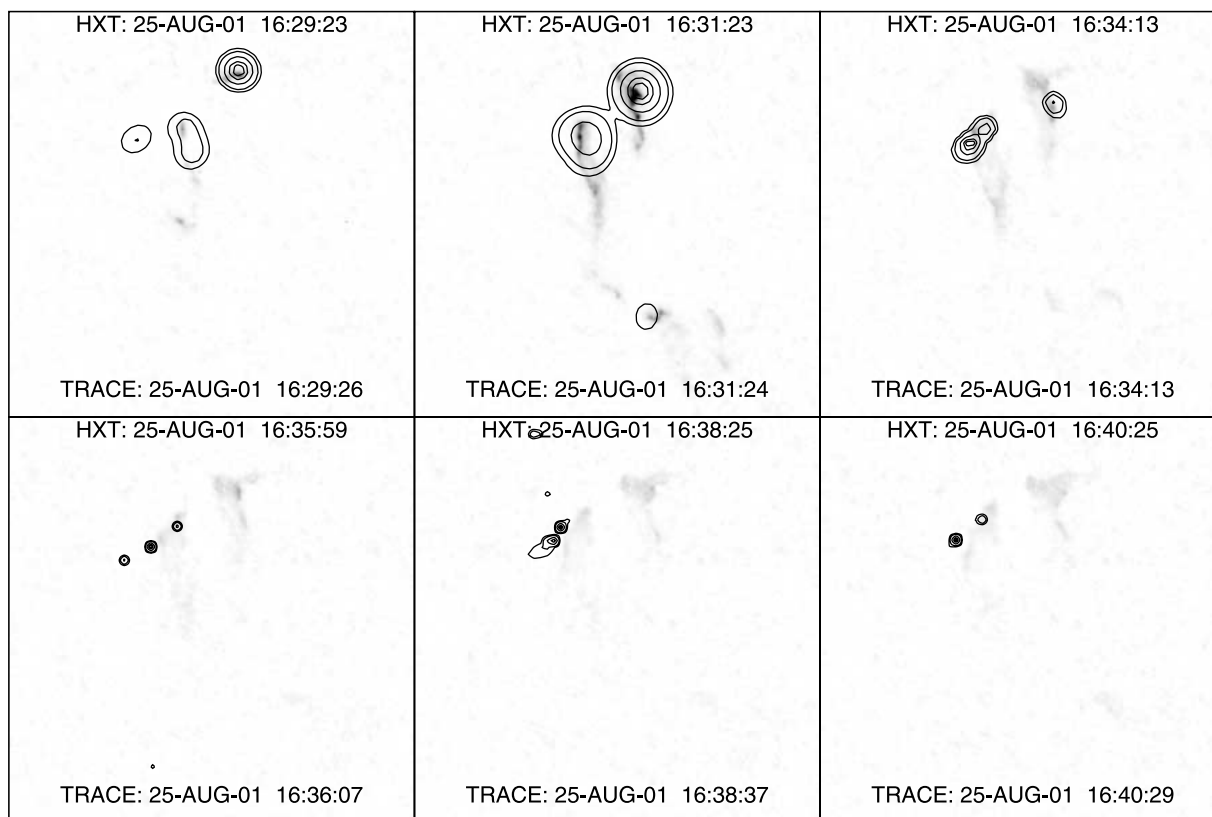 HXT: 25-AUG-01 16:29:23
HXT: 25-AUG-01 16:31:23
HXT: 25-AUG-01 16:34:13
TRACE: 25-AUG-01 16:29:26
TRACE: 25-AUG-01 16:31:24
TRACE: 25-AUG-01 16:34:13
HXT: 25-AUG-01 16:35:59
HXT: 25-AUG-01 16:38:25
HXT: 25-AUG-01 16:40:25
TRACE: 25-AUG-01 16:36:07
TRACE: 25-AUG-01 16:38:37
TRACE: 25-AUG-01 16:40:29